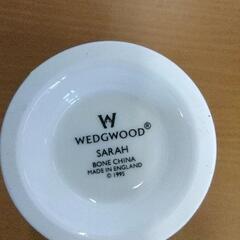 WEDGWOOD®
SARAH
BONE CHINA
MADE IN ENGLAND
© 1995